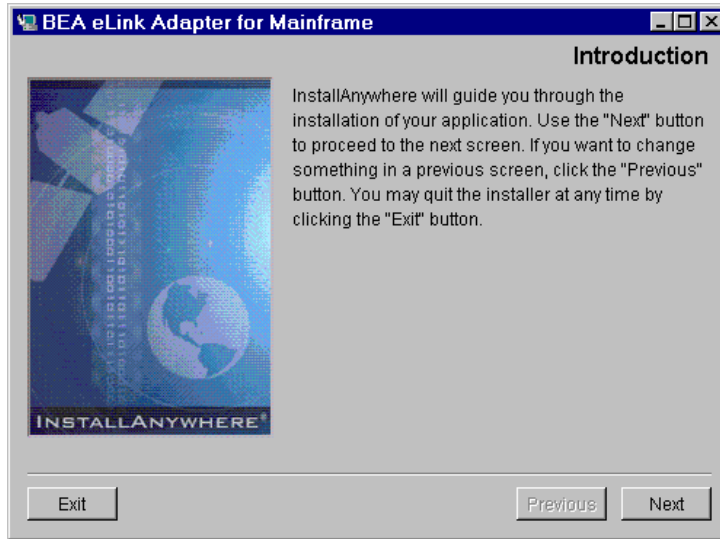 BEA eLink Adapter for Mainframe
Introduction
InstallAnywhere will guide you through the
installation of your application. Use the "Next" button
to proceed to the next screen. If you want to change
something in a previous screen, click the "Previous"
button. You may quit the installer at any time by
clicking the "Exit" button.
INSTALLANYWHERE®
Exit
Previous
Next